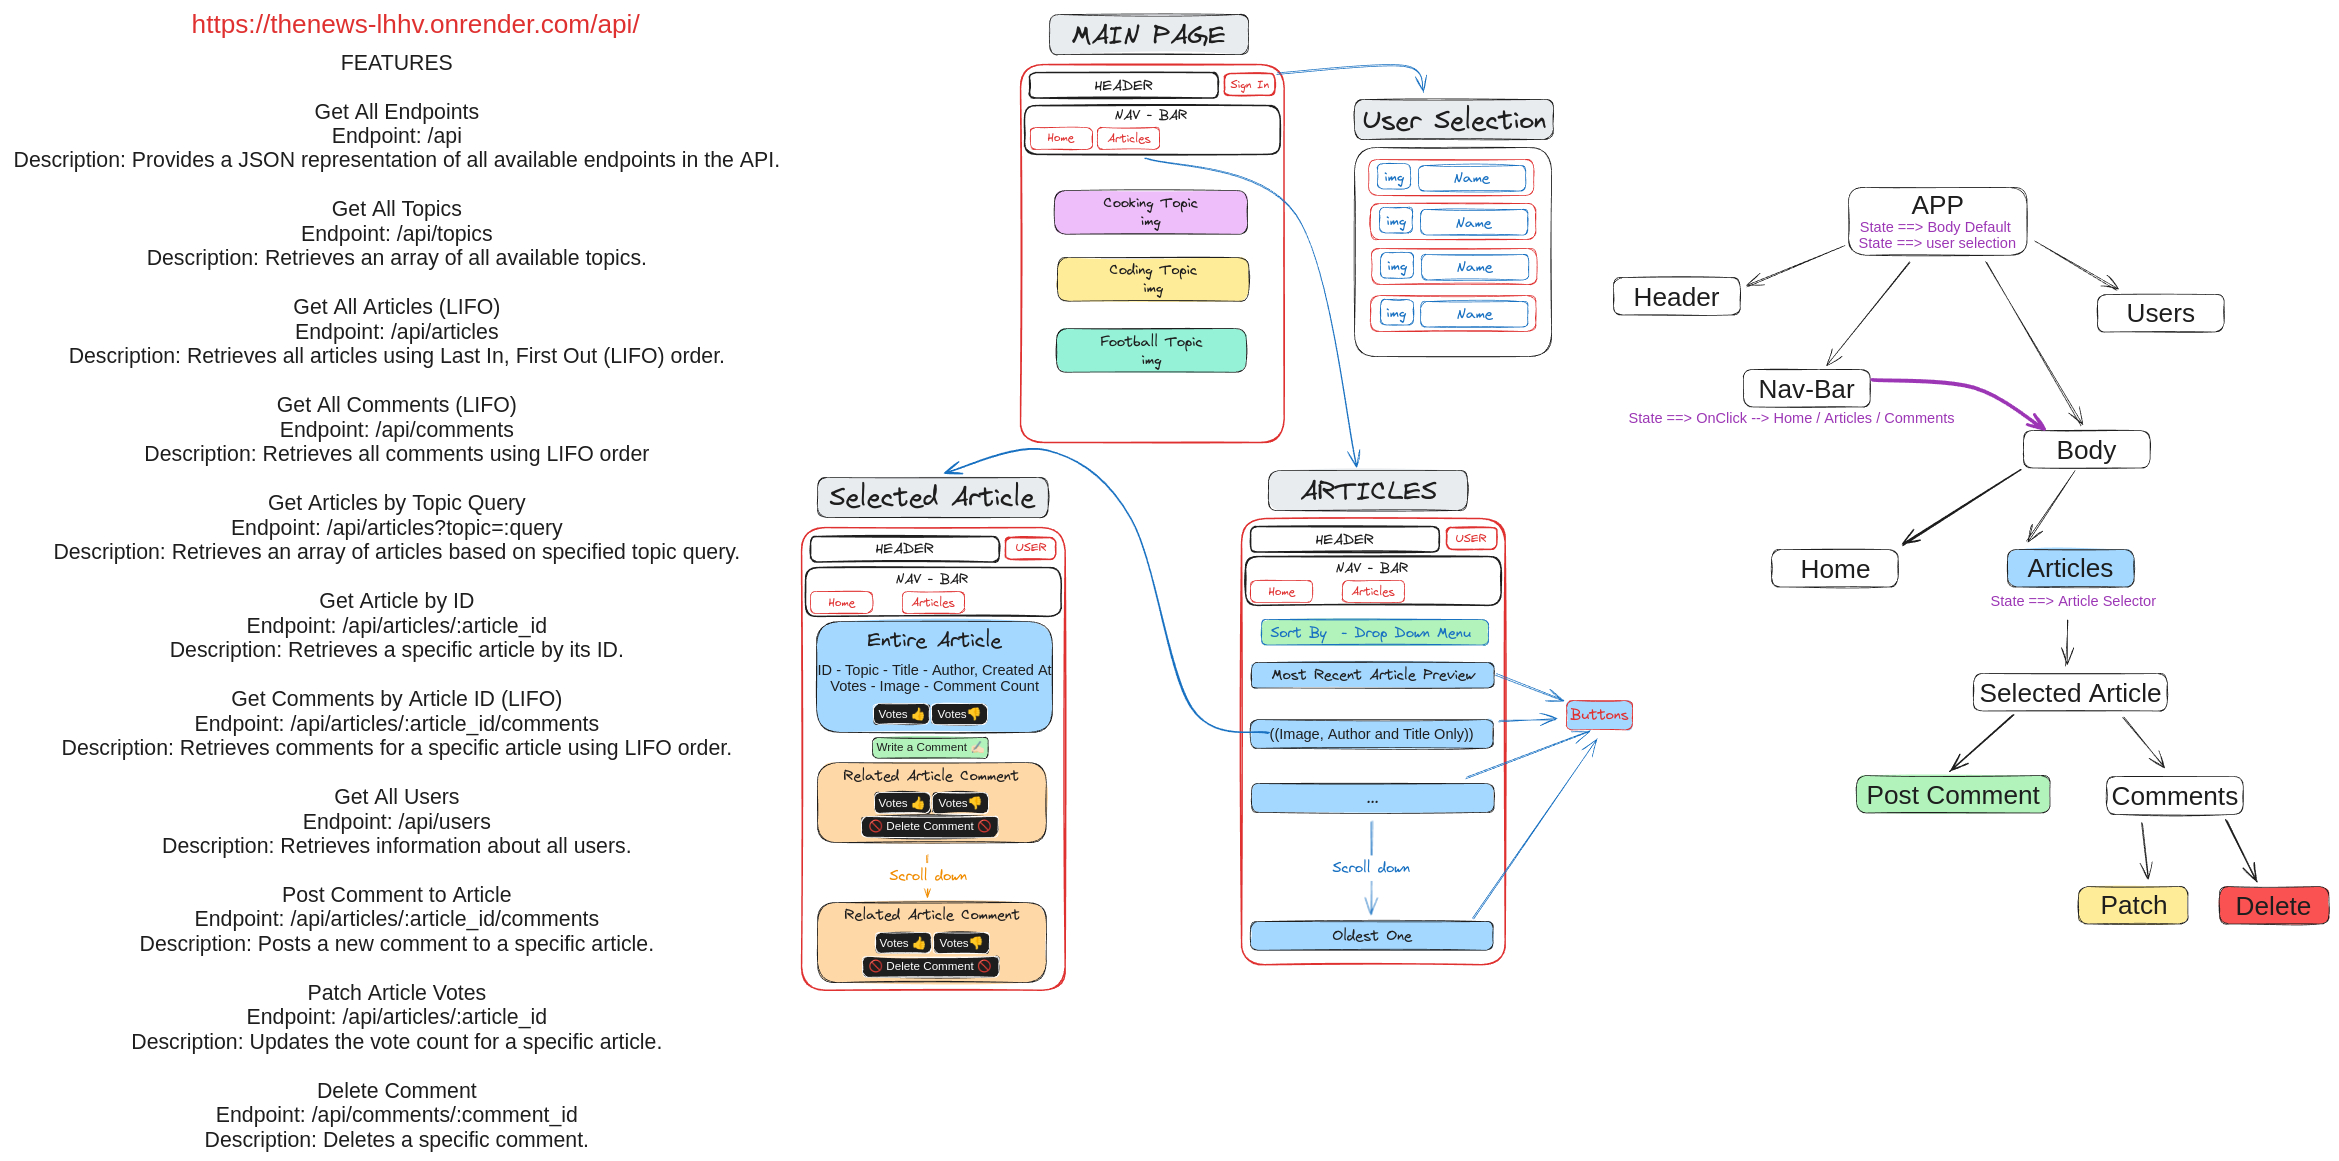 https://thenews-lhhv.onrender.com/api/
FEATURES
Get All Endpoints
Endpoint: /api
Description: Provides a JSON representation of all available endpoints in the API.
Get All Topics
Endpoint: /api/topics
Description: Retrieves an array of all available topics.
Get All Articles (LIFO)
Endpoint: /api/articles
Description: Retrieves all articles using Last In, First Out (LIFO) order.
Get All Comments (LIFO)
Endpoint: /api/comments
Description: Retrieves all comments using LIFO order
Get Articles by Topic Query
Endpoint: /api/articles?topic=:query
Description: Retrieves an array of articles based on specified topic query.
Get Article by ID
Endpoint: /api/articles/:article_id
Description: Retrieves a specific article by its ID.
Get Comments by Article ID (LIFO)
Endpoint: /api/articles/:article_id/comments
Description: Retrieves comments for a specific article using LIFO order.
Get All Users
Endpoint: /api/users
Description: Retrieves information about all users.
Post Comment to Article
Endpoint: /api/articles/:article_id/comments
Description: Posts a new comment to a specific article.
Patch Article Votes
Endpoint: /api/articles/:article_id
Description: Updates the vote count for a specific article.
Delete Comment
Endpoint: /api/comments/:comment_id
Description: Deletes a specific comment.
MAIN PAGE
HEADER
Sign In
NAV - BAR
Home
Articles
Cooking Topic
img
Coding Topic
img
Football Topic
img
User Selection
img
Name
img
Name
img
Name
img
Name
Selected Article
HEADER
USER
NAV - BAR
Home
Articles
Entire Article
ID - Topic - Title - Author, Created At
Votes - Image - Comment Count
Votes 👍
Votes👎
Write a Comment ✍🏻
Related Article Comment
Votes 👍
Votes👎
🚫 Delete Comment 🚫
Scroll down
Related Article Comment
Votes 👍
Votes👎
🚫 Delete Comment 🚫
ARTICLES
HEADER
USER
NAV - BAR
Home
Articles
Sort By - Drop Down Menu
Most Recent Article Preview
((Image, Author and Title Only))
...
Scroll down
Oldest One
Buttons
APP
State ==> Body Default
State ==> user selection
Header
Users
Nav-Bar
State ==> OnClick --> Home / Articles / Comments
Body
Home
Articles
State ==> Article Selector
Selected Article
Post Comment
Comments
Patch
Delete